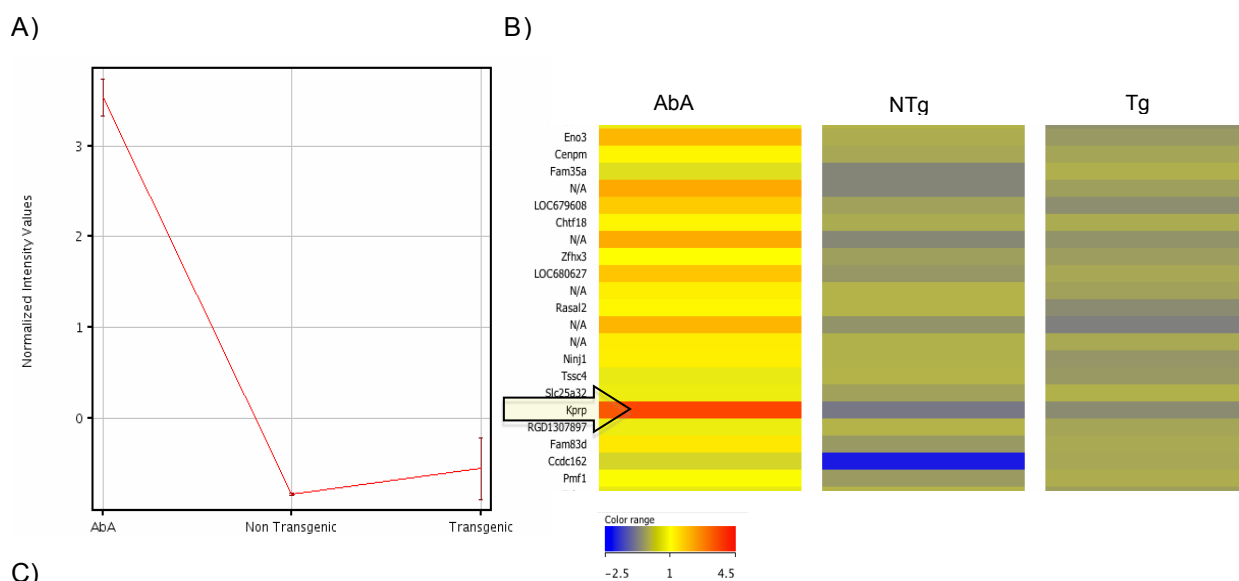 A)
B)
Normalized Intensity Values
3
2
1
0
AbA
Non Transgenic
Transgenic
AbA
NTg
Tg
Eno3
Cenpm
Fam35a
N/A
LOC679608
Chtf18
N/A
Zfhx3
LOC680627
N/A
Rasal2
N/A
N/A
Ninj1
Tssc4
Slc25a32
Kprp
RGD1307897
Fam83d
Ccdc162
Pmf1
Color range
−2.5
1
4.5
C)